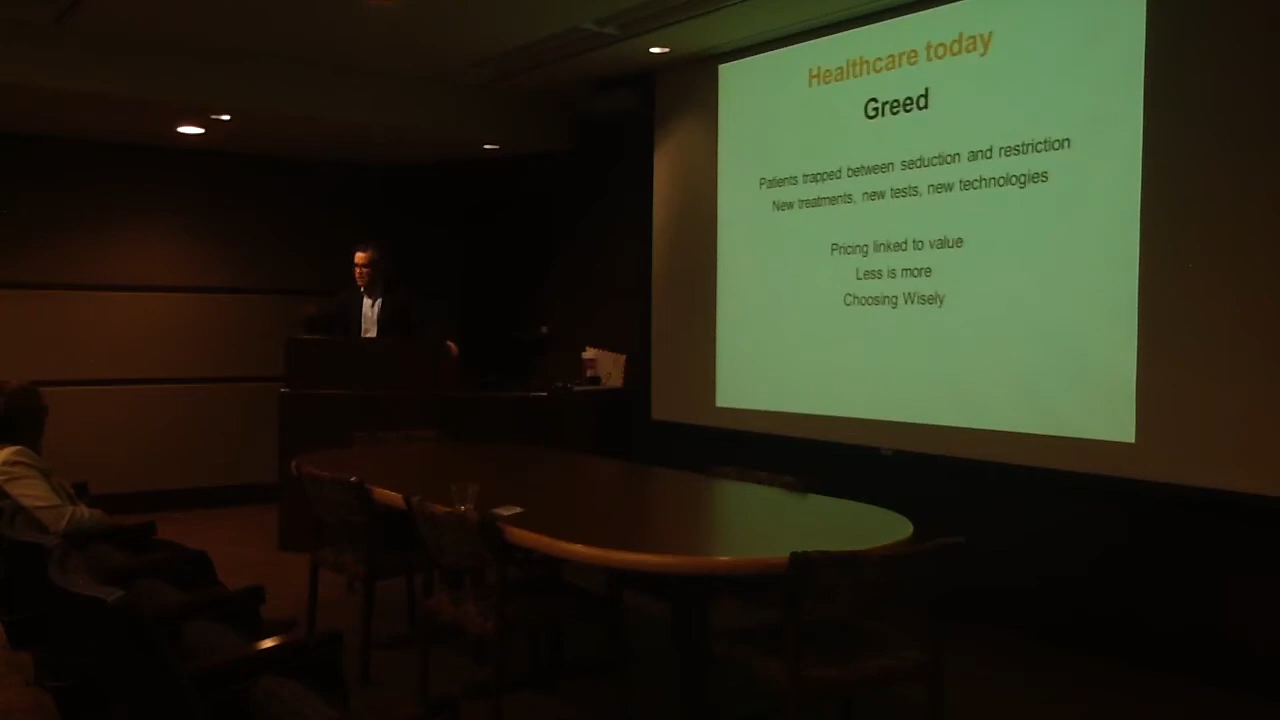 Healthcare today
Greed
Patients trapped between seduction and restriction
New treatments, new tests, new technologies
Pricing linked to value
Less is more
Choosing Wisely